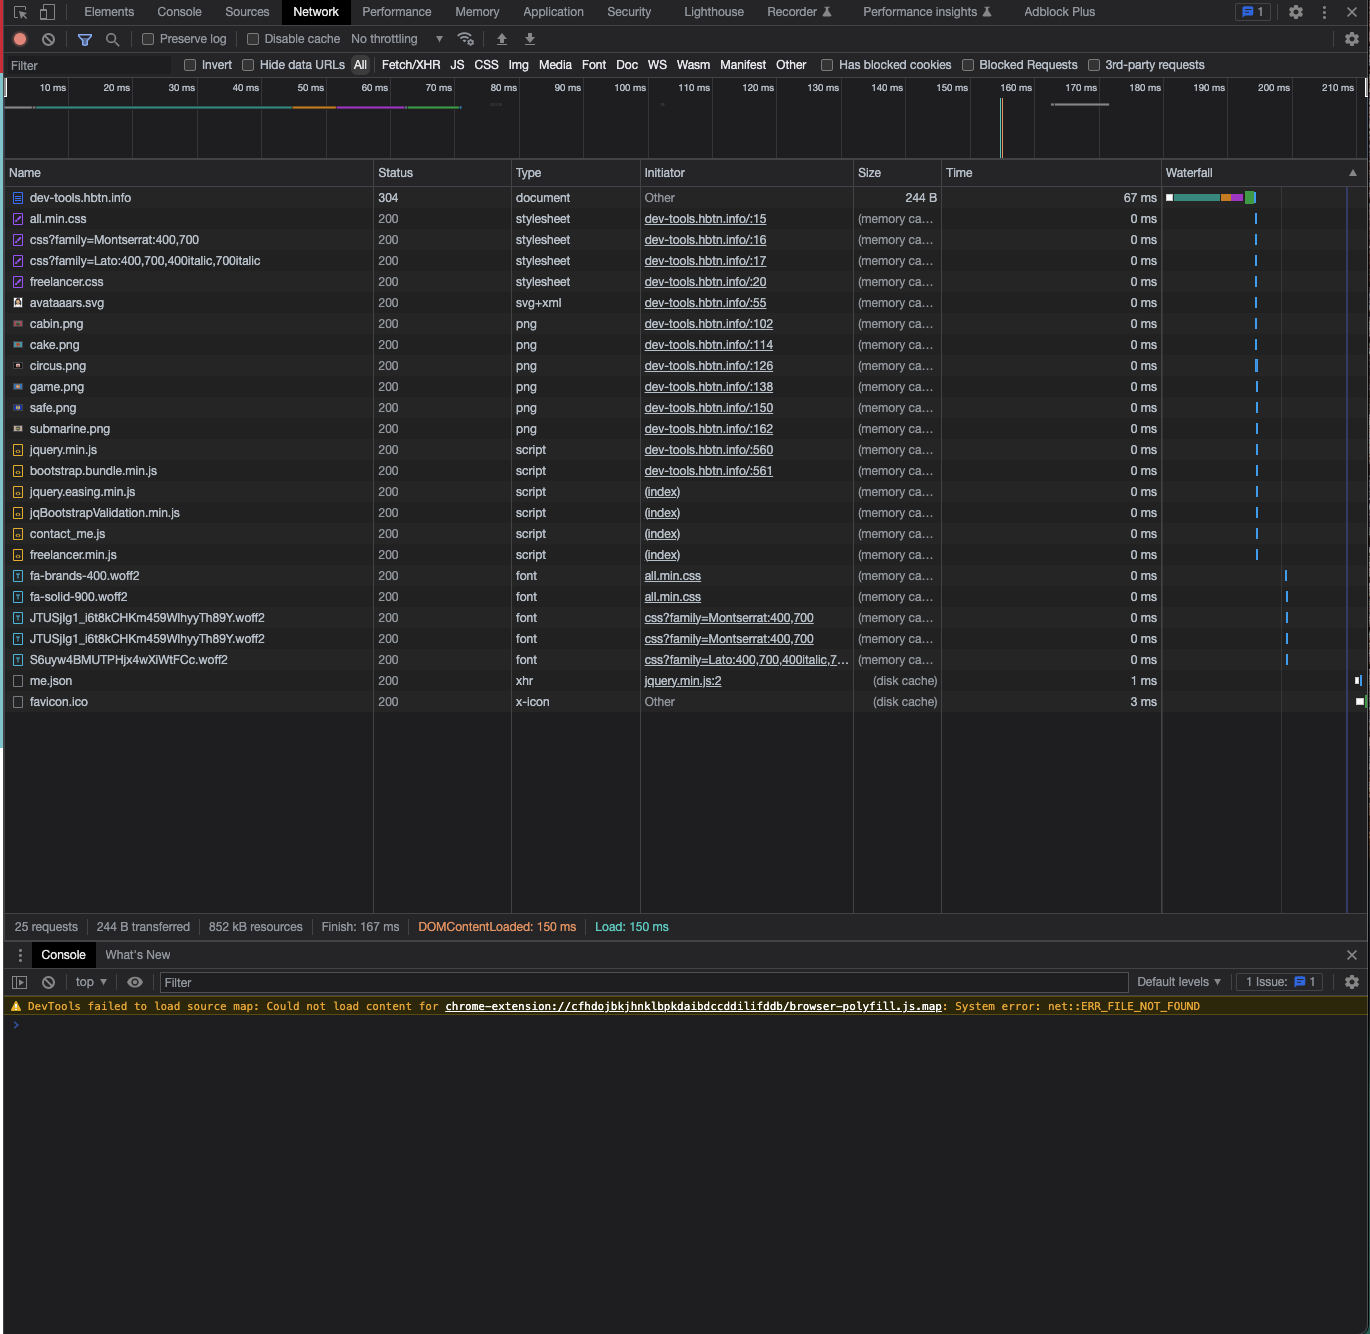 Elements Console Sources Network Performance Memory Application Security Lighthouse Recorder Performance insights Adblock Plus 1
Preserve log Disable cache No throttling
Filter Invert Hide data URLs All Fetch/XHR JS CSS Img Media Font Doc WS Wasm Manifest Other Has blocked cookies Blocked Requests 3rd-party requests
10 ms 20 ms 30 ms 40 ms 50 ms 60 ms 70 ms 80 ms 90 ms 100 ms 110 ms 120 ms 130 ms 140 ms 150 ms 160 ms 170 ms 180 ms 190 ms 200 ms 210 ms
Name Status Type Initiator Size Time Waterfall
dev-tools.hbtn.info 304 document Other 244 B 67 ms
all.min.css 200 stylesheet dev-tools.hbtn.info/:15 (memory ca... 0 ms
css?family=Montserrat:400,700 200 stylesheet dev-tools.hbtn.info/:16 (memory ca... 0 ms
css?family=Lato:400,700,400italic,700italic 200 stylesheet dev-tools.hbtn.info/:17 (memory ca... 0 ms
freelancer.css 200 stylesheet dev-tools.hbtn.info/:20 (memory ca... 0 ms
avataaars.svg 200 svg+xml dev-tools.hbtn.info/:55 (memory ca... 0 ms
cabin.png 200 png dev-tools.hbtn.info/:102 (memory ca... 0 ms
cake.png 200 png dev-tools.hbtn.info/:114 (memory ca... 0 ms
circus.png 200 png dev-tools.hbtn.info/:126 (memory ca... 0 ms
game.png 200 png dev-tools.hbtn.info/:138 (memory ca... 0 ms
safe.png 200 png dev-tools.hbtn.info/:150 (memory ca... 0 ms
submarine.png 200 png dev-tools.hbtn.info/:162 (memory ca... 0 ms
jquery.min.js 200 script dev-tools.hbtn.info/:560 (memory ca... 0 ms
bootstrap.bundle.min.js 200 script dev-tools.hbtn.info/:561 (memory ca... 0 ms
jquery.easing.min.js 200 script (index) (memory ca... 0 ms
jqBootstrapValidation.min.js 200 script (index) (memory ca... 0 ms
contact_me.js 200 script (index) (memory ca... 0 ms
freelancer.min.js 200 script (index) (memory ca... 0 ms
fa-brands-400.woff2 200 font all.min.css (memory ca... 0 ms
fa-solid-900.woff2 200 font all.min.css (memory ca... 0 ms
JTUSjIg1_i6t8kCHKm459WlhyyTh89Y.woff2 200 font css?family=Montserrat:400,700 (memory ca... 0 ms
JTUSjIg1_i6t8kCHKm459WlhyyTh89Y.woff2 200 font css?family=Montserrat:400,700 (memory ca... 0 ms
S6uyw4BMUTPHjx4wXiWtFCc.woff2 200 font css?family=Lato:400,700,400italic,7... (memory ca... 0 ms
me.json 200 xhr jquery.min.js:2 (disk cache) 1 ms
favicon.ico 200 x-icon Other (disk cache) 3 ms
25 requests 244 B transferred 852 kB resources Finish: 167 ms DOMContentLoaded: 150 ms Load: 150 ms
Console What's New
top Filter Default levels 1 Issue: 1
DevTools failed to load source map: Could not load content for chrome-extension://cfhdojbkjhnklbpkdaibdccddilifddb/browser-polyfill.js.map: System error: net::ERR_FILE_NOT_FOUND